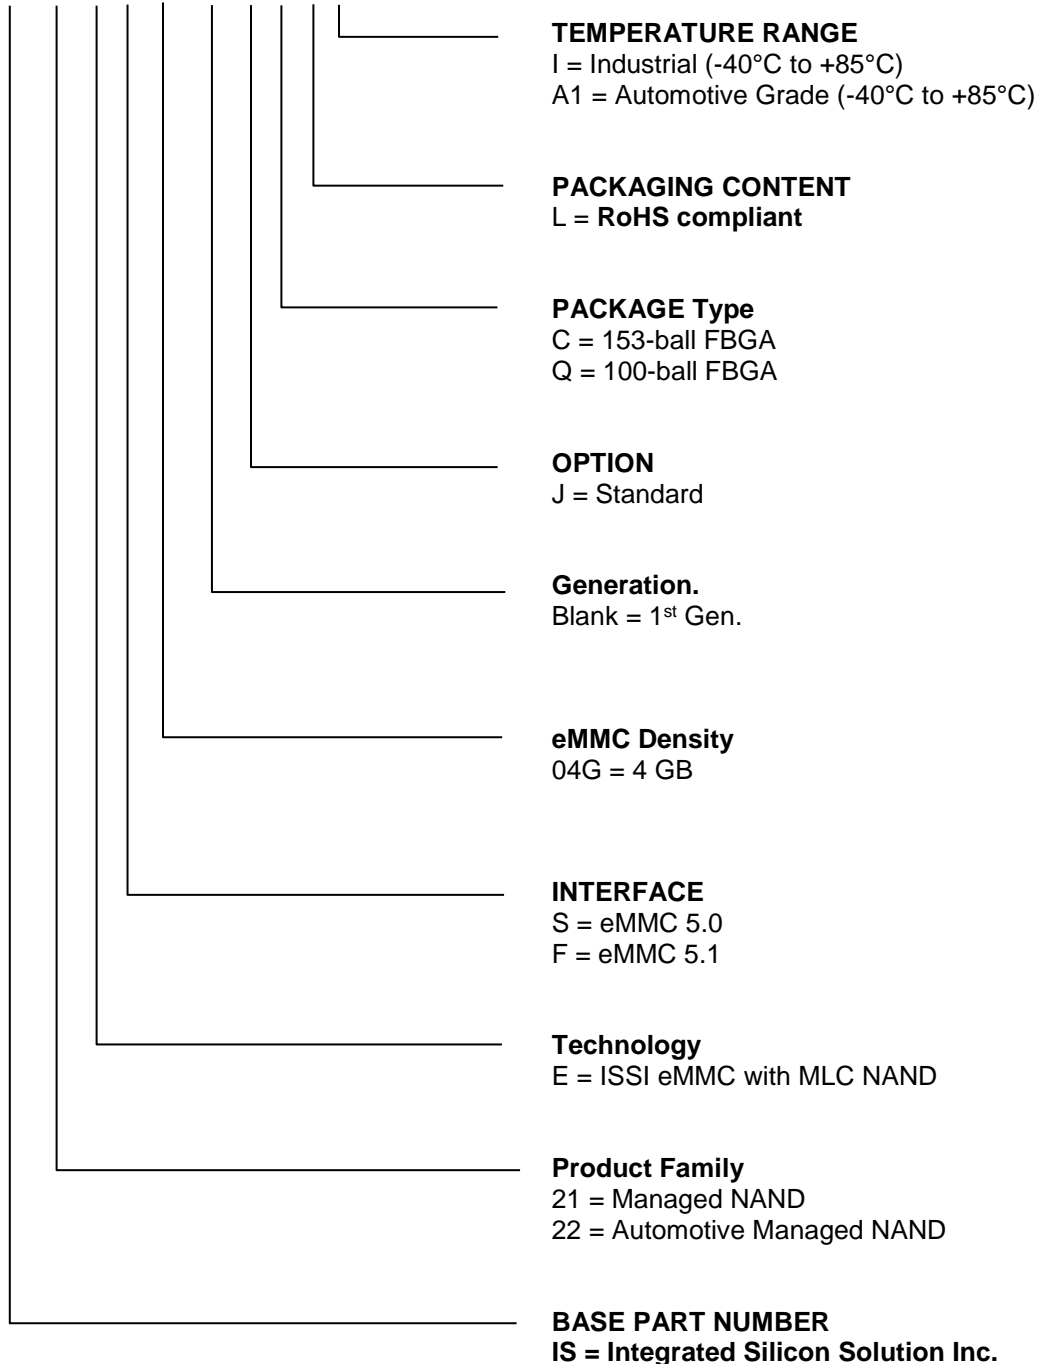 TEMPERATURE RANGE
I = Industrial (-40°C to +85°C)
A1 = Automotive Grade (-40°C to +85°C)
PACKAGING CONTENT
L = RoHS compliant
PACKAGE Type
C = 153-ball FBGA
Q = 100-ball FBGA
OPTION
J = Standard
Generation.
Blank = 1st Gen.
eMMC Density
04G = 4 GB
INTERFACE
S = eMMC 5.0
F = eMMC 5.1
Technology
E = ISSI eMMC with MLC NAND
Product Family
21 = Managed NAND
22 = Automotive Managed NAND
BASE PART NUMBER
IS = Integrated Silicon Solution Inc.